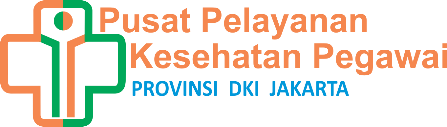 Pusat Pelayanan
Kesehatan Pegawai
PROVINSI DKI JAKARTA